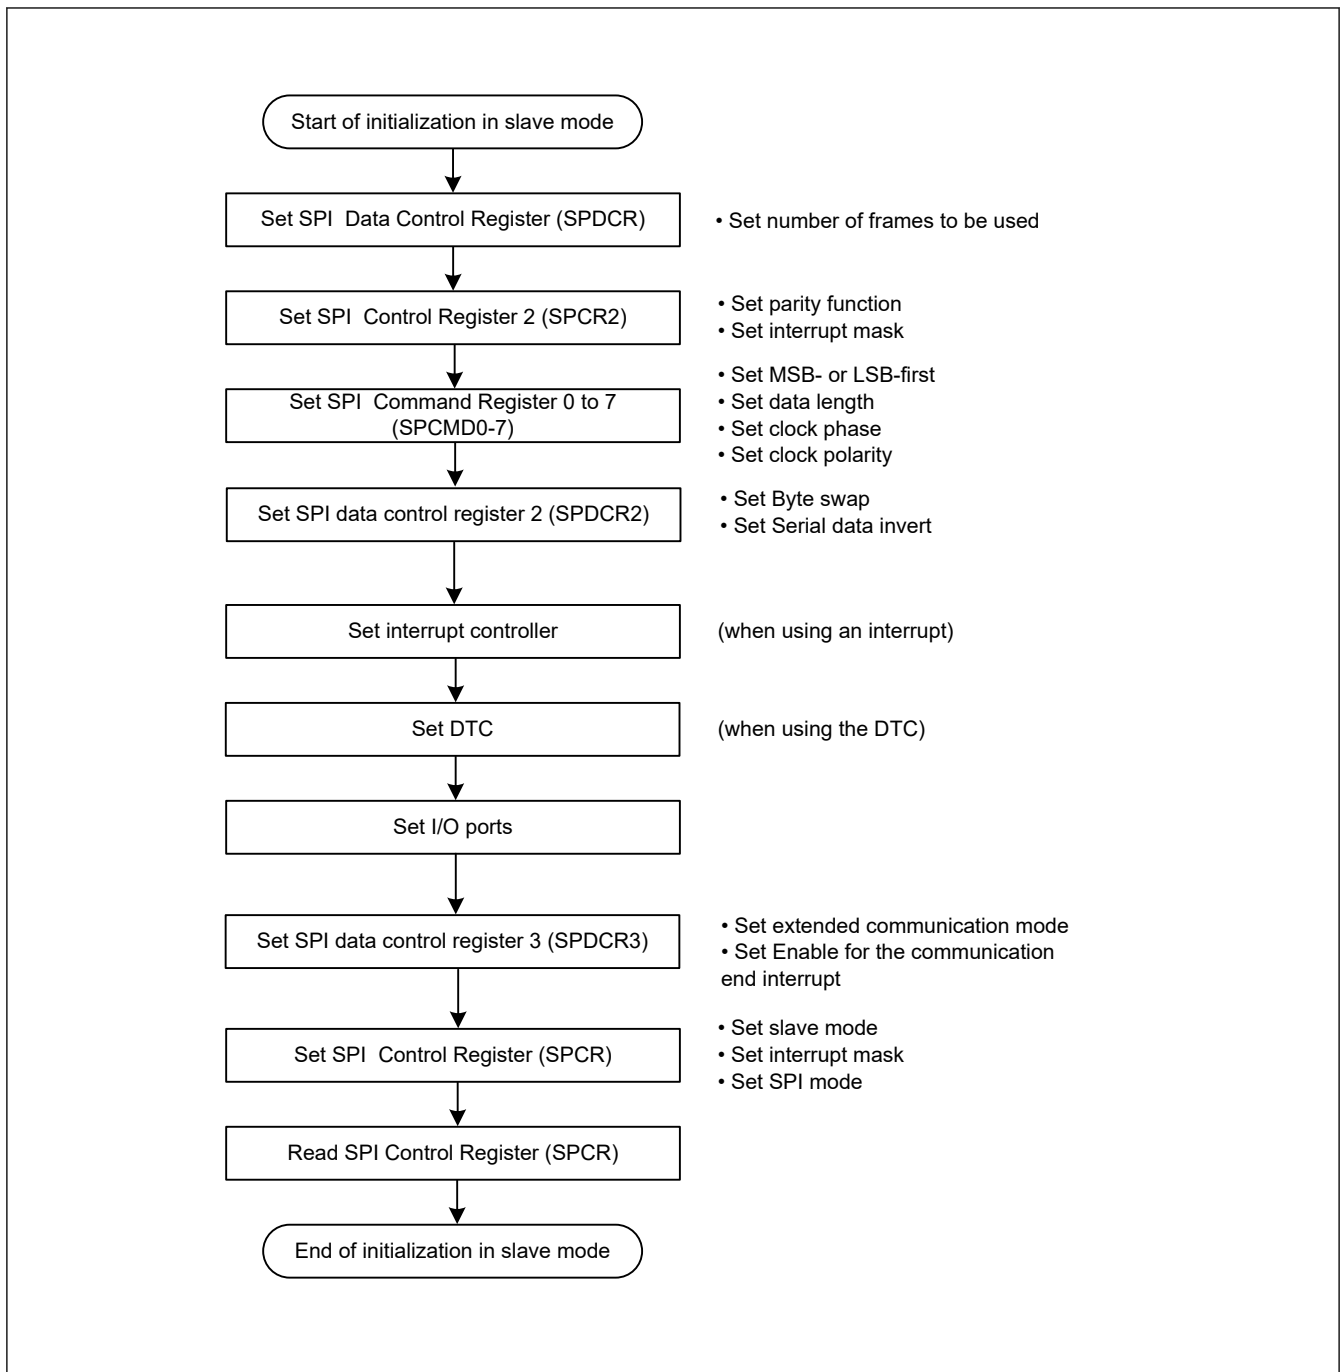 Start of initialization in slave mode
Set SPI Data Control Register (SPDCR)
• Set number of frames to be used
Set SPI Control Register 2 (SPCR2)
• Set parity function
• Set interrupt mask
Set SPI Command Register 0 to 7
(SPCMD0-7)
• Set MSB- or LSB-first
• Set data length
• Set clock phase
• Set clock polarity
Set SPI data control register 2 (SPDCR2)
• Set Byte swap
• Set Serial data invert
Set interrupt controller
(when using an interrupt)
Set DTC
(when using the DTC)
Set I/O ports
Set SPI data control register 3 (SPDCR3)
• Set extended communication mode
• Set Enable for the communication
end interrupt
Set SPI Control Register (SPCR)
• Set slave mode
• Set interrupt mask
• Set SPI mode
Read SPI Control Register (SPCR)
End of initialization in slave mode